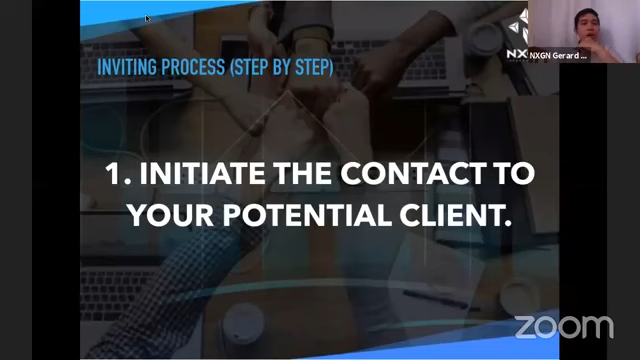 INVITING PROCESS (STEP BY STEP)
NXGN Gerard ...
1. INITIATE THE CONTACT TO
YOUR POTENTIAL CLIENT.
zoom